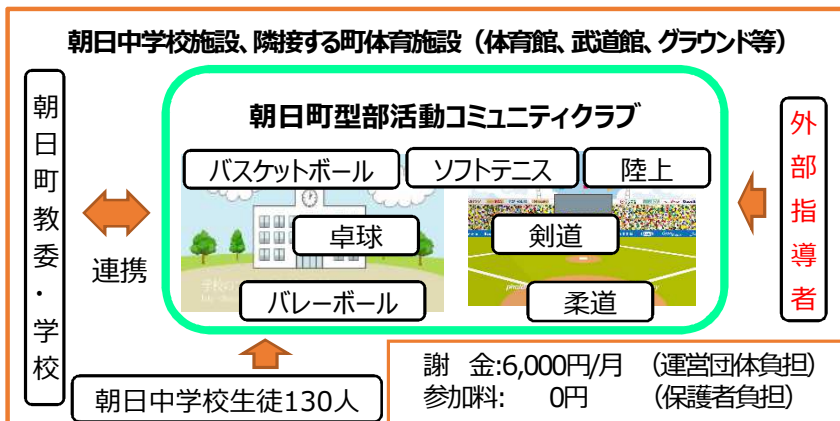 朝日中学校施設、隣接する町体育施設（体育館、武道館、グラウンド等）
朝日町教委・学校
連携
朝日町型部活動コミュニティクラブ
バスケットボール
ソフトテニス
陸上
卓球
剣道
バレーボール
柔道
外部指導者
朝日中学校生徒130人
謝　金:6,000円/月　（運営団体負担）
参加料:　　0円　（保護者負担）